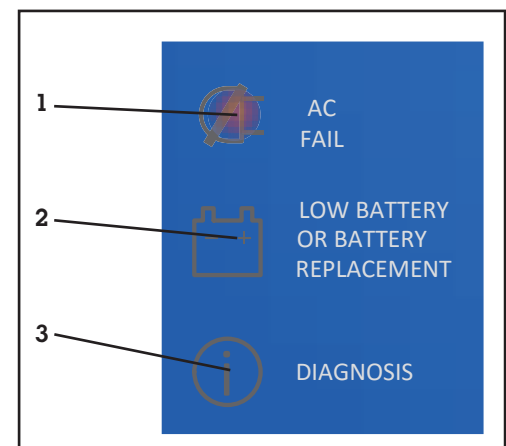 1
AC
FAIL
2
LOW BATTERY
OR BATTERY
REPLACEMENT
3
DIAGNOSIS